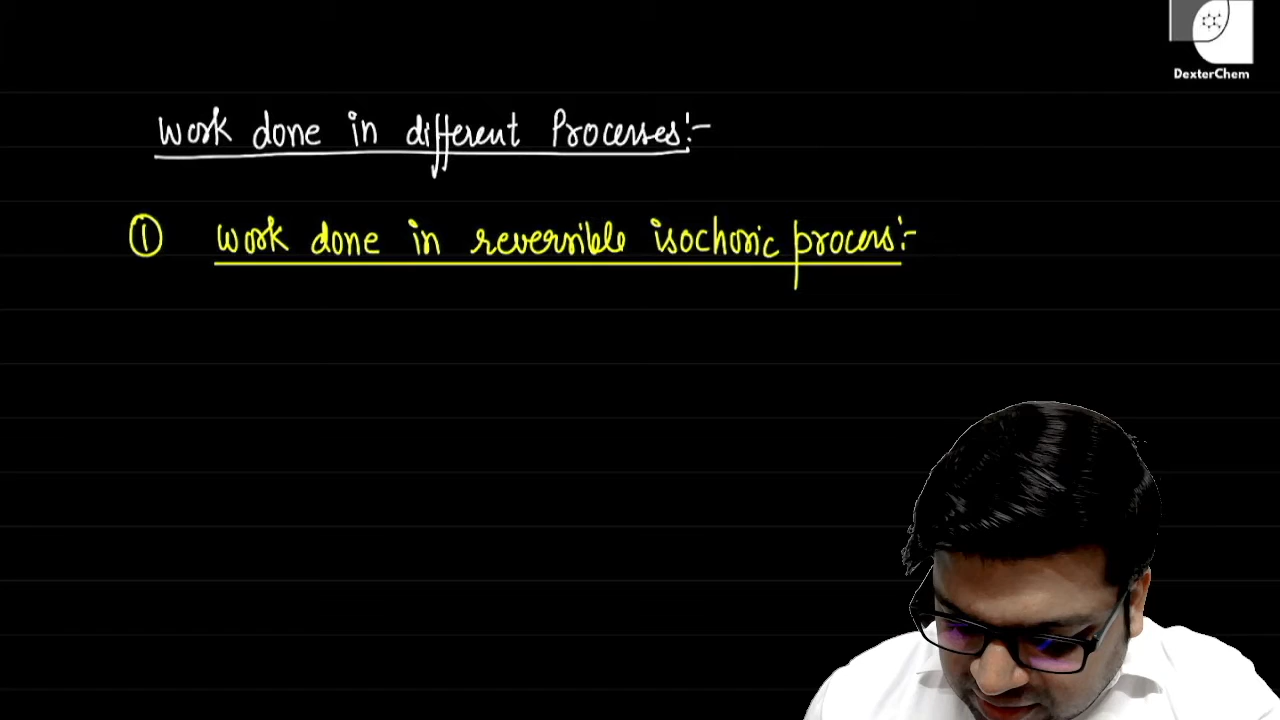 DexterChem
Work done in different Processes:-
① Work done in reversible isochoric process:-